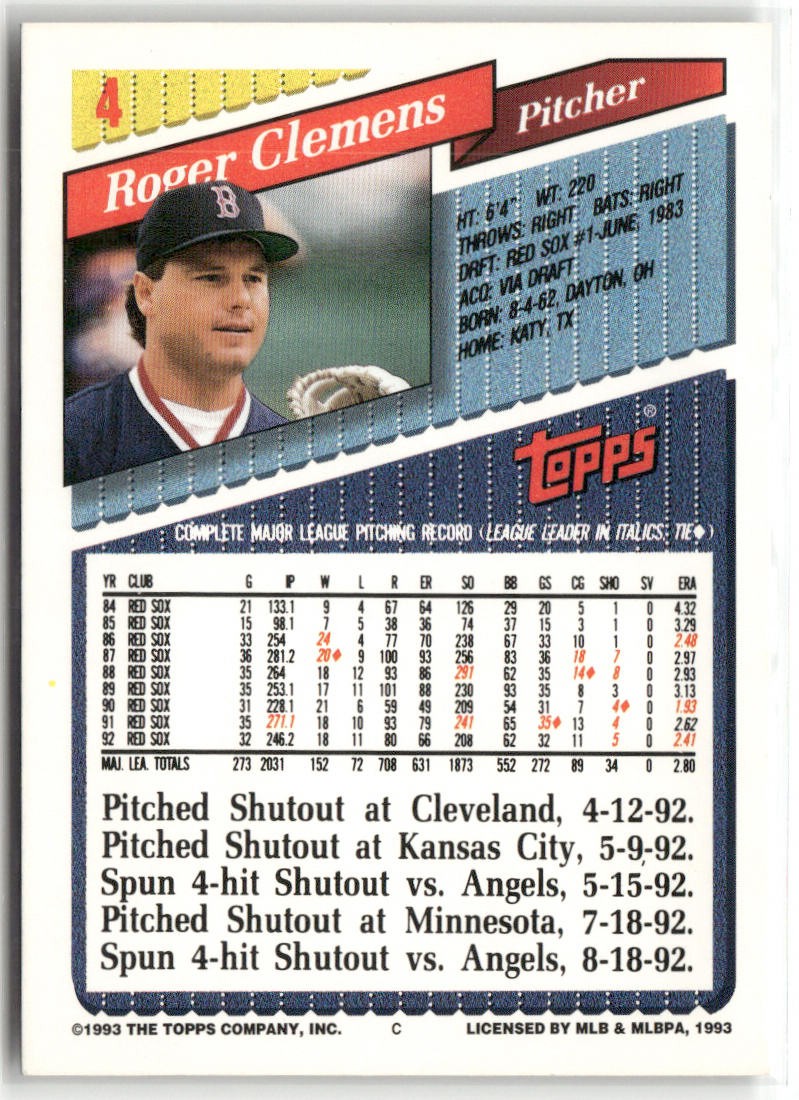 4
Roger Clemens
Pitcher
B
HT: 6'4" WT: 220
THROWS: RIGHT BATS: RIGHT
DRFT: RED SOX #1-JUNE, 1983
ACQ: VIA DRAFT
BORN: 8-4-62, DAYTON, OH
HOME: KATY, TX
TOPPS®
COMPLETE MAJOR LEAGUE PITCHING RECORD (LEAGUE LEADER IN ITALICS, TIE♦)
YR CLUB G IP W L R ER SO BB GS CG SHO SV ERA
84 RED SOX 21 133.1 9 4 67 64 126 29 20 5 1 0 4.32
85 RED SOX 15 98.1 7 5 38 36 74 37 15 3 1 0 3.29
86 RED SOX 33 254 24 4 77 70 238 67 33 10 1 0 2.48
87 RED SOX 36 281.2 20♦ 9 100 93 256 83 36 18 7 0 2.97
88 RED SOX 35 264 18 12 93 86 291 62 35 14♦ 8 0 2.93
89 RED SOX 35 253.1 17 11 101 88 230 93 35 8 3 0 3.13
90 RED SOX 31 228.1 21 6 59 49 209 54 31 7 4♦ 0 1.93
91 RED SOX 35 271.1 18 10 93 79 241 65 35♦ 13 4 0 2.62
92 RED SOX 32 246.2 18 11 80 66 208 62 32 11 5 0 2.41
MAJ. LEA. TOTALS 273 2031 152 72 708 631 1873 552 272 89 34 0 2.80
Pitched Shutout at Cleveland, 4-12-92.
Pitched Shutout at Kansas City, 5-9-92.
Spun 4-hit Shutout vs. Angels, 5-15-92.
Pitched Shutout at Minnesota, 7-18-92.
Spun 4-hit Shutout vs. Angels, 8-18-92.
©1993 THE TOPPS COMPANY, INC. C LICENSED BY MLB & MLBPA, 1993